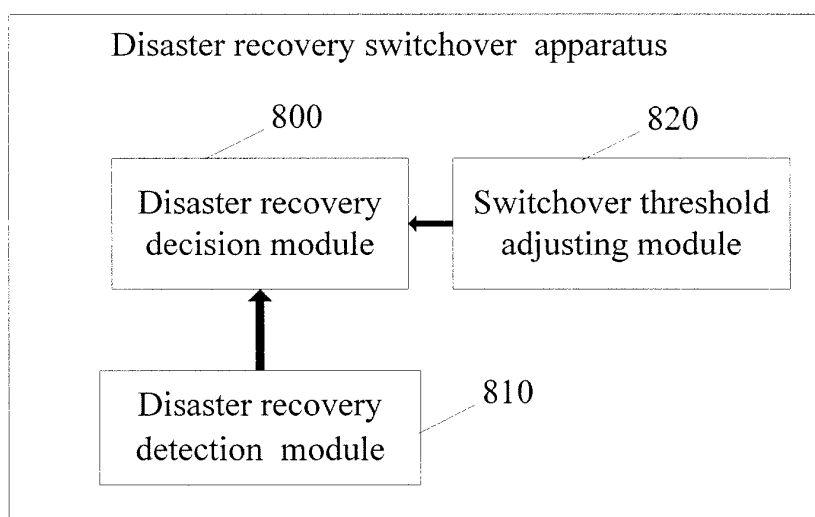 Disaster recovery switchover apparatus
800
820
Disaster recovery
decision module
Switchover threshold
adjusting module
Disaster recovery
detection module
810